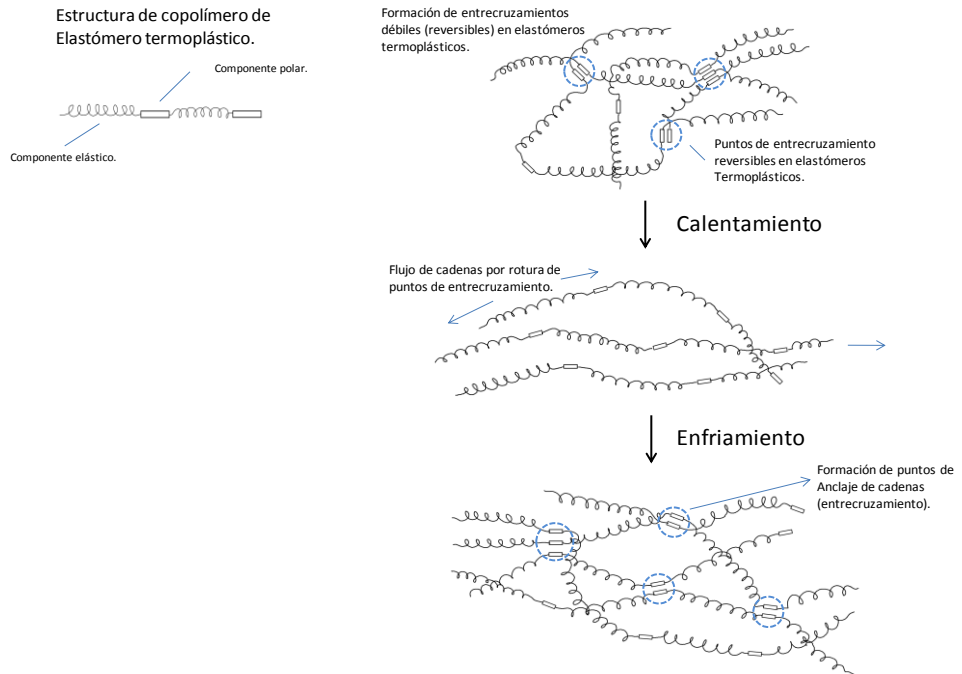 Estructura de copolímero de
Elastómero termoplástico.
Componente polar.
Componente elástico.
Formación de entrecruzamientos
débiles (reversibles) en elastómeros
termoplásticos.
Puntos de entrecruzamiento
reversibles en elastómeros
Termoplásticos.
Calentamiento
Flujo de cadenas por rotura de
puntos de entrecruzamiento.
Enfriamiento
Formación de puntos de
Anclaje de cadenas
(entrecruzamiento).